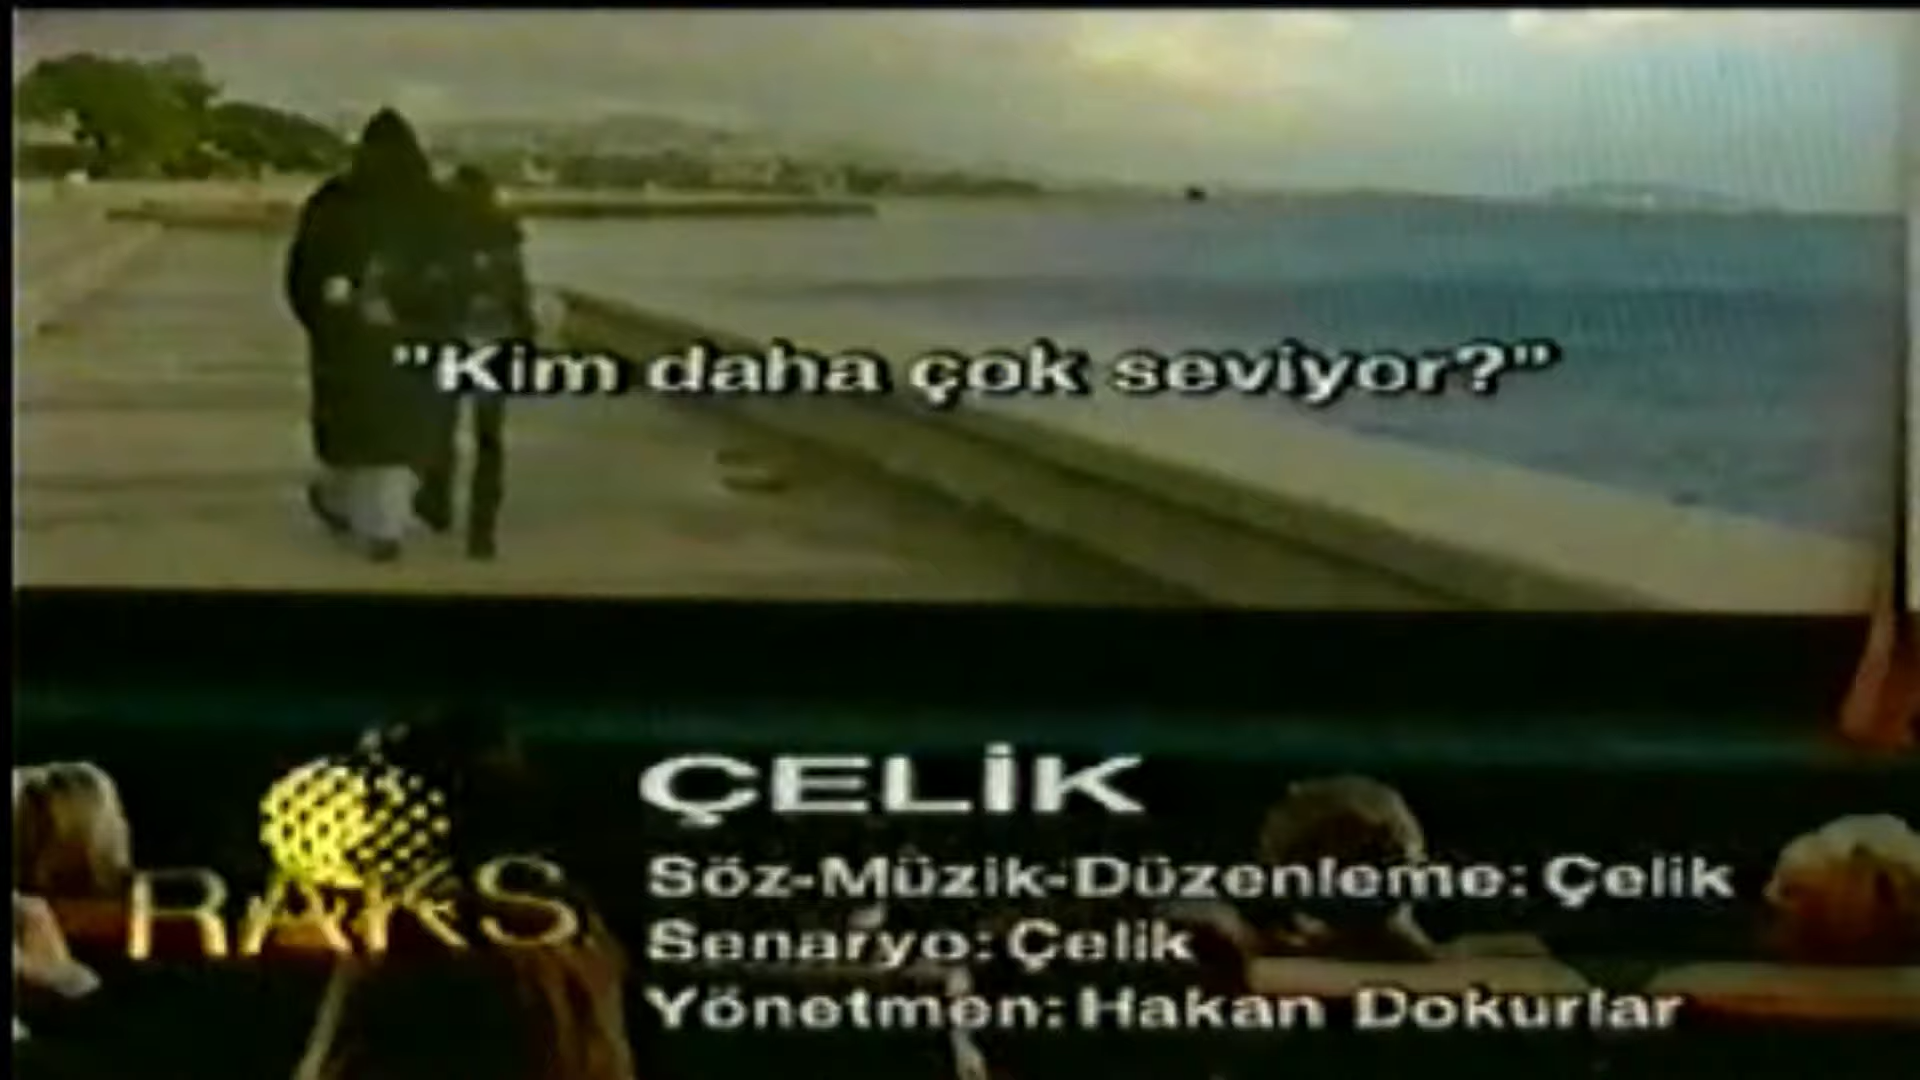 "Kim daha çok seviyor?"
ÇELİK
RAKS
Söz-Müzik-Düzenleme: Çelik
Senaryo: Çelik
Yönetmen: Hakan Dokurlar